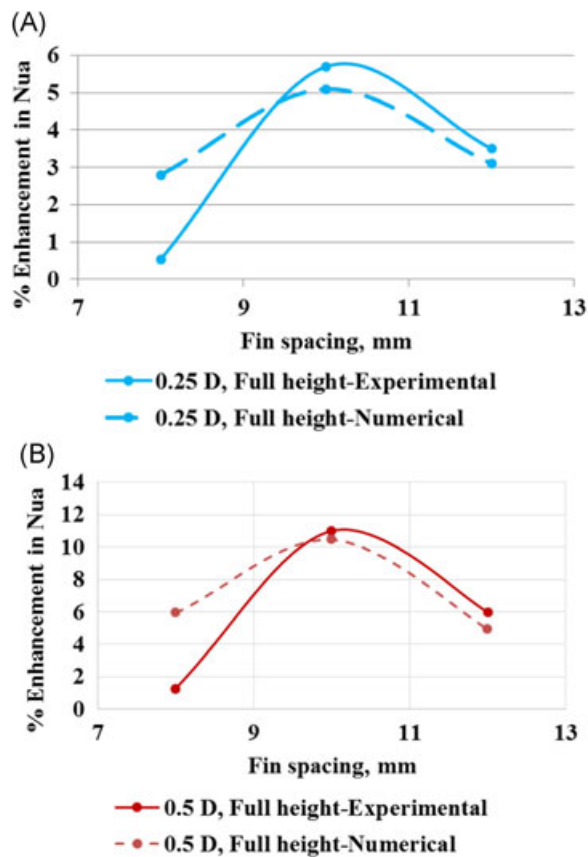 (A)
% Enhancement in Nua
6
5
4
3
2
1
0
7 9 11 13
Fin spacing, mm
0.25 D, Full height-Experimental
0.25 D, Full height-Numerical
(B)
% Enhancement in Nua
14
12
10
8
6
4
2
0
7 9 11 13
Fin spacing, mm
0.5 D, Full height-Experimental
0.5 D, Full height-Numerical